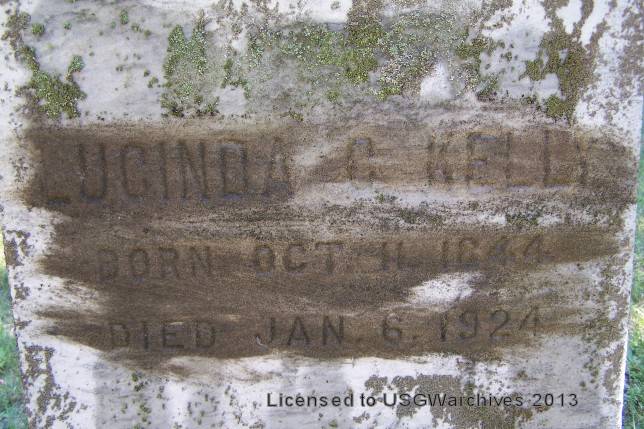 LUCINDA C. KELLY
BORN OCT. 11, 1844
DIED JAN. 6, 1924
Licensed to USGWarchives 2013